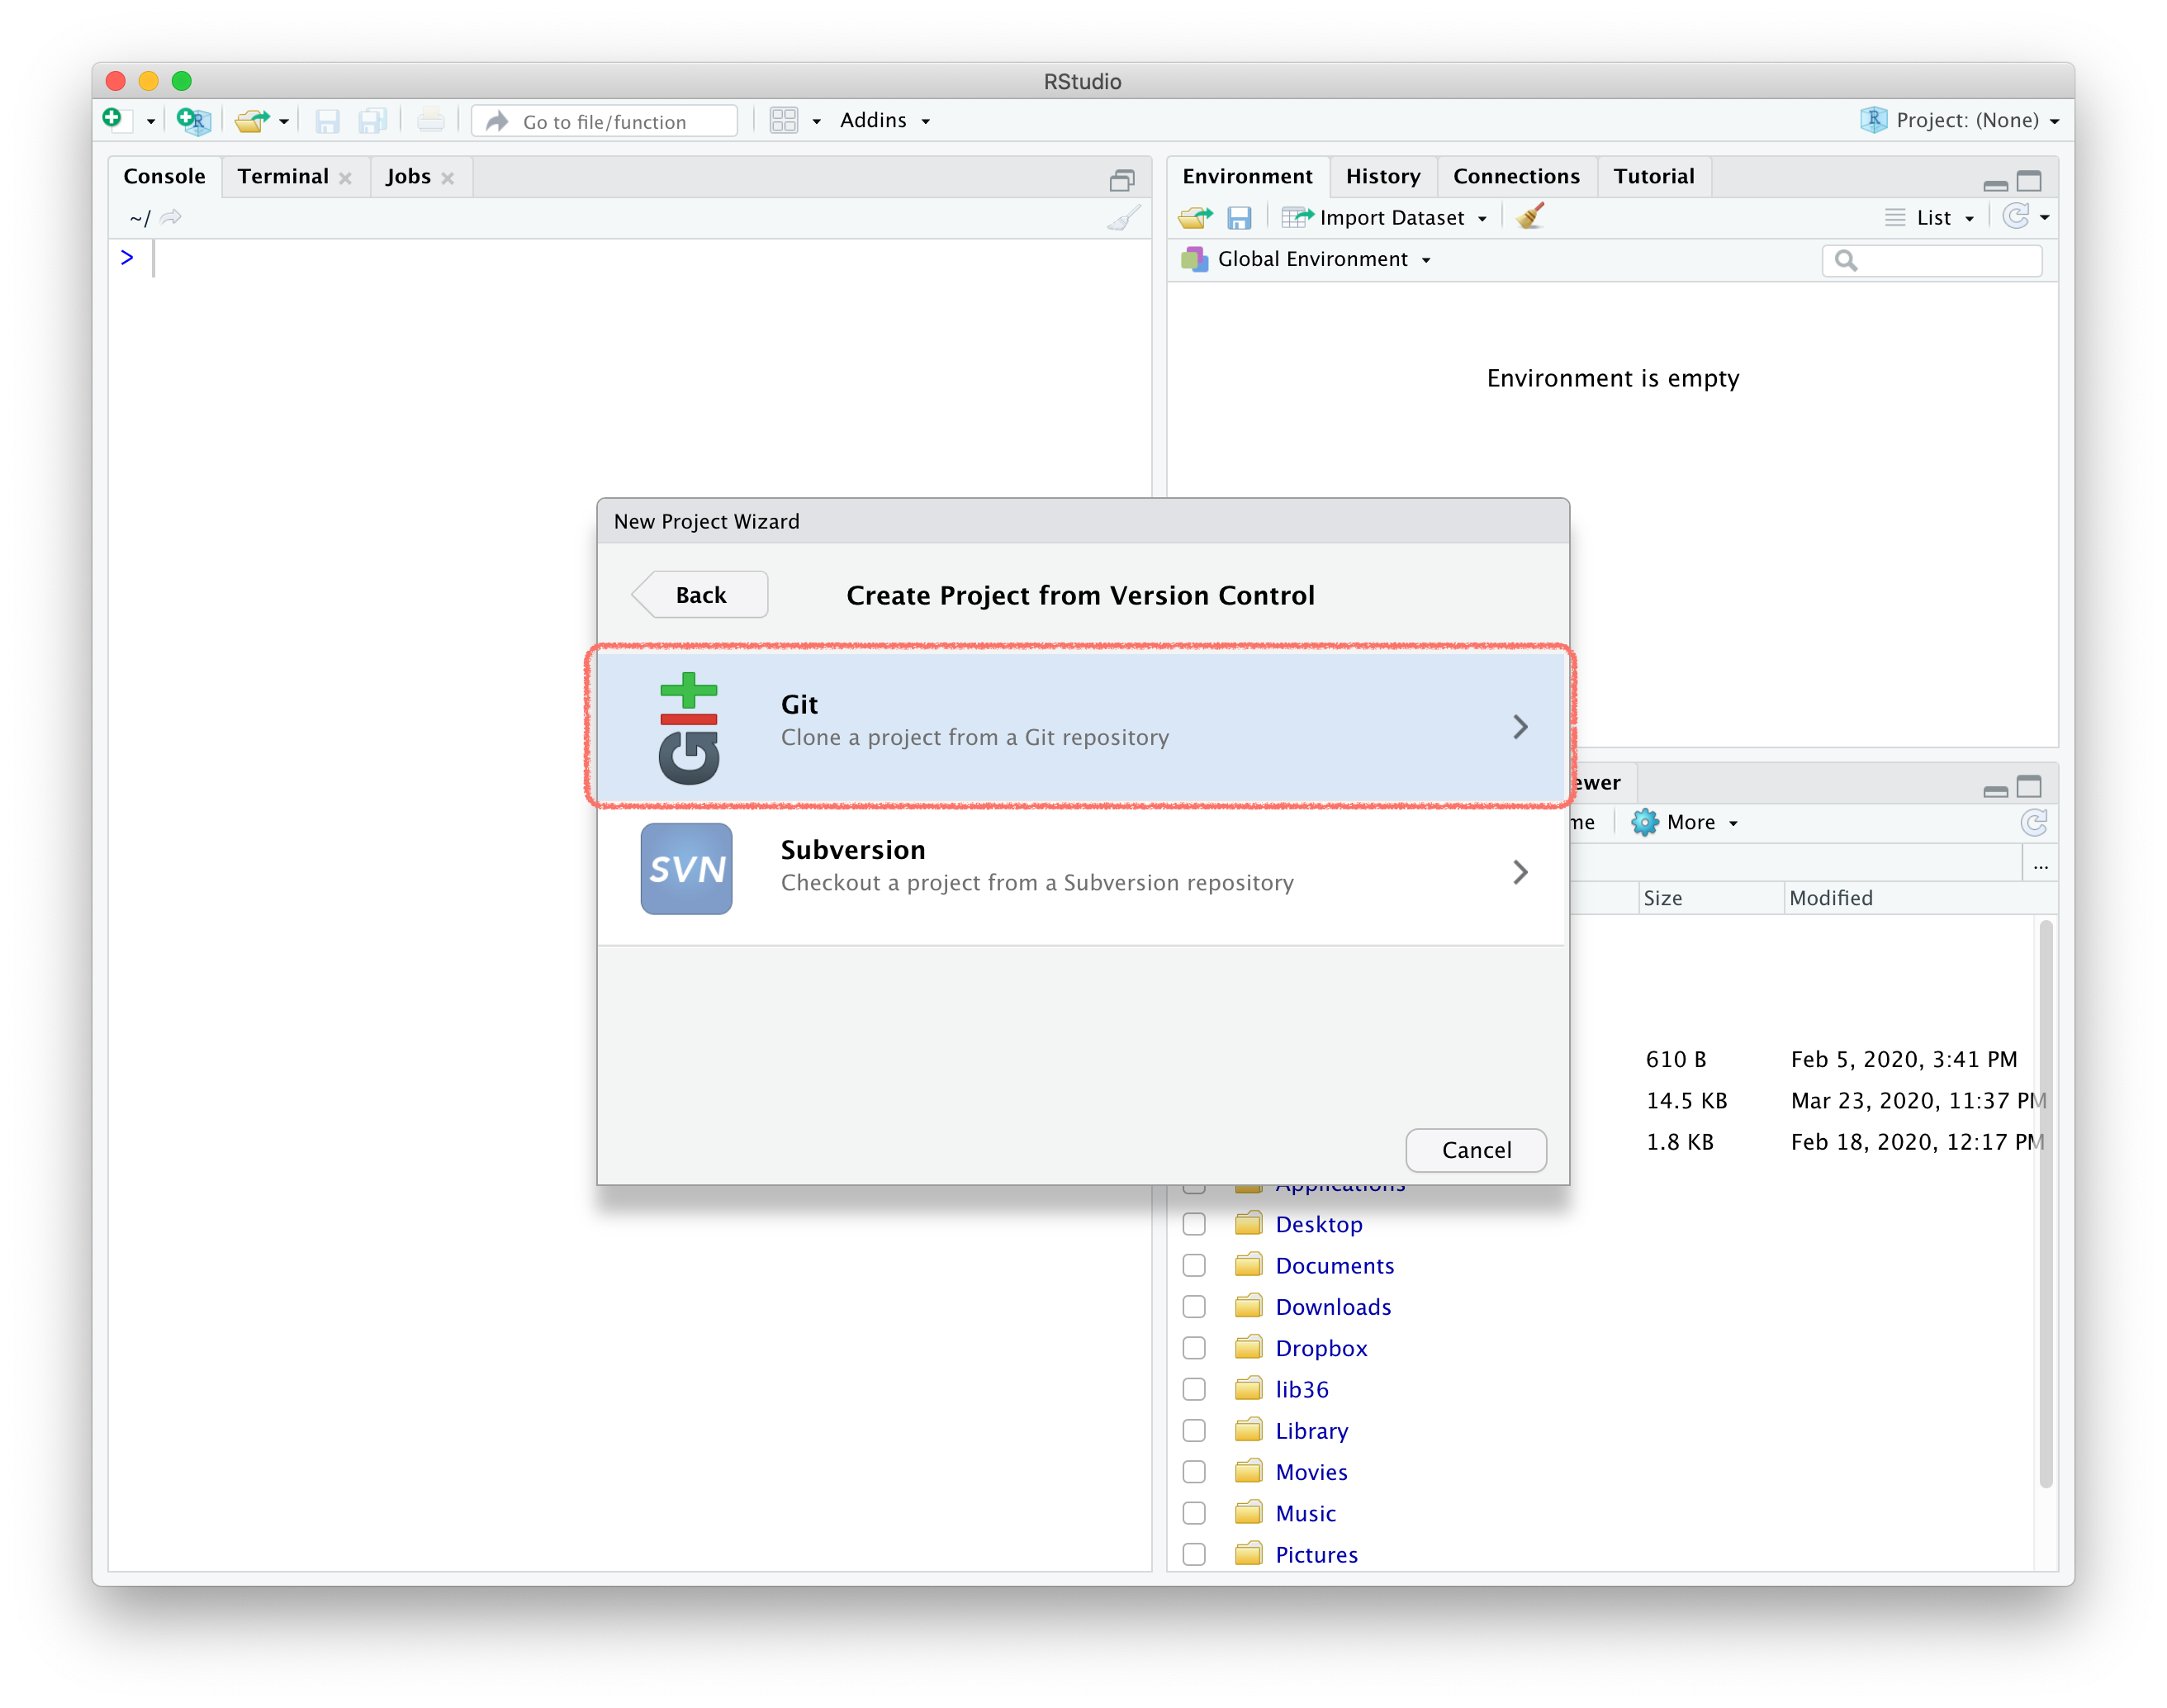 RStudio
Go to file/function
Addins
Project: (None)
Console
Terminal
Jobs
~/
>
Environment
History
Connections
Tutorial
Import Dataset
List
Global Environment
Environment is empty
New Project Wizard
Back
Create Project from Version Control
Git
Git
Clone a project from a Git repository
SVN
Subversion
Checkout a project from a Subversion repository
Cancel
ewer
me
More
...
Size
Modified
610 B
Feb 5, 2020, 3:41 PM
14.5 KB
Mar 23, 2020, 11:37 PM
1.8 KB
Feb 18, 2020, 12:17 PM
Applications
Desktop
Documents
Downloads
Dropbox
lib36
Library
Movies
Music
Pictures